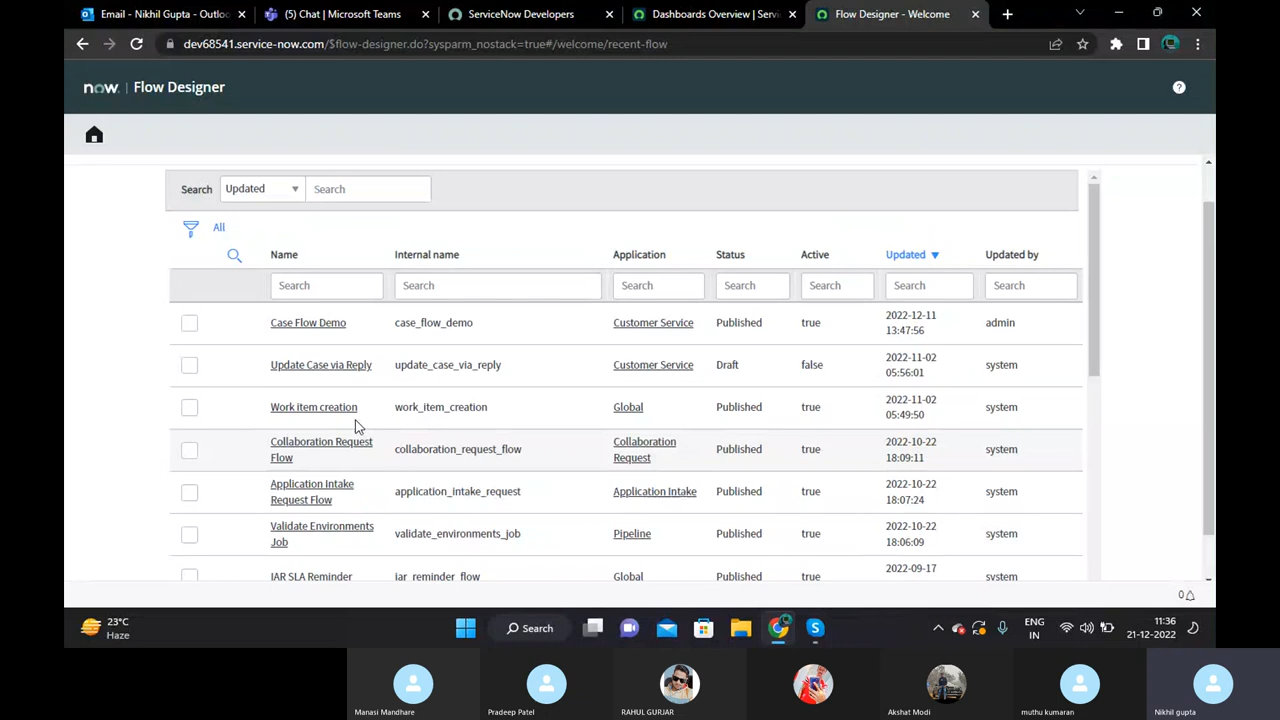 Email - Nikhil Gupta - Outloo
(5) Chat | Microsoft Teams
ServiceNow Developers
Dashboards Overview | Servi
Flow Designer - Welcome
dev68541.service-now.com/$flow-designer.do?sysparm_nostack=true#/welcome/recent-flow
now. | Flow Designer
Search Updated Search
All
Name Internal name Application Status Active Updated Updated by
Search Search Search Search Search Search Search
Case Flow Demo case_flow_demo Customer Service Published true 2022-12-11 13:47:56 admin
Update Case via Reply update_case_via_reply Customer Service Draft false 2022-11-02 05:56:01 system
Work item creation work_item_creation Global Published true 2022-11-02 05:49:50 system
Collaboration Request Flow collaboration_request_flow Collaboration Request Published true 2022-10-22 18:09:11 system
Application Intake Request Flow application_intake_request Application Intake Published true 2022-10-22 18:07:24 system
Validate Environments Job validate_environments_job Pipeline Published true 2022-10-22 18:06:09 system
IAR SLA Reminder iar_reminder_flow Global Published true 2022-09-17 system
0
23°C
Haze
Search
ENG
IN
11:36
21-12-2022
Manasi Mandhare
Pradeep Patel
RAHUL GURJAR
Akshat Modi
muthu kumaran
Nikhil gupta